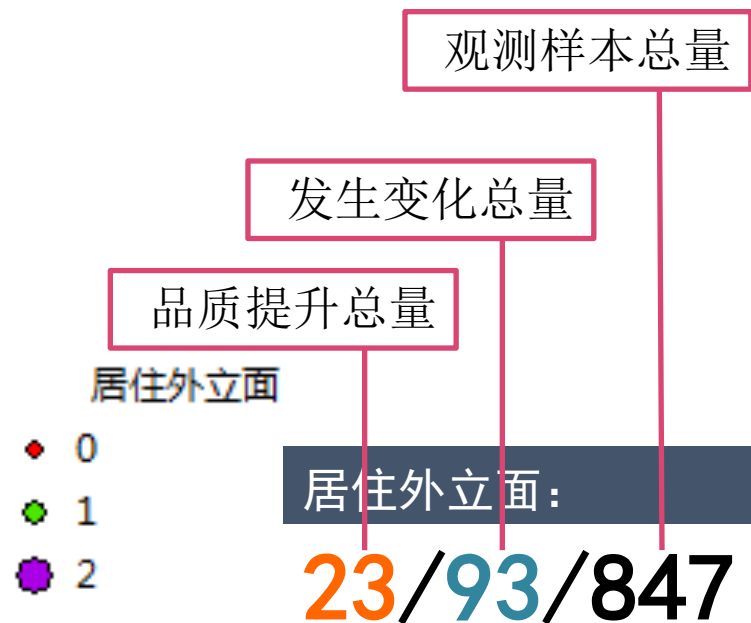 观测样本总量
发生变化总量
品质提升总量
居住外立面
0
1
2
居住外立面：
23/93/847